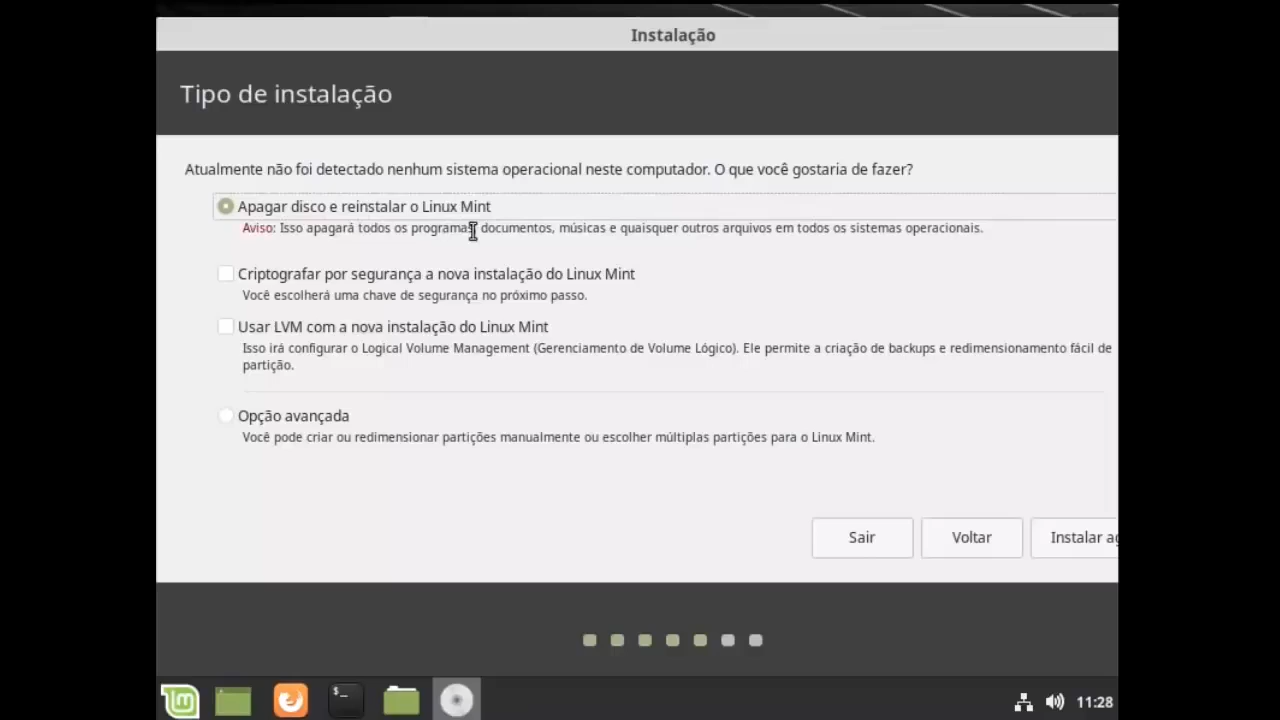 Instalação
Tipo de instalação
Atualmente não foi detectado nenhum sistema operacional neste computador. O que você gostaria de fazer?
Apagar disco e reinstalar o Linux Mint
Aviso: Isso apagará todos os programas, documentos, músicas e quaisquer outros arquivos em todos os sistemas operacionais.
Criptografar por segurança a nova instalação do Linux Mint
Você escolherá uma chave de segurança no próximo passo.
Usar LVM com a nova instalação do Linux Mint
Isso irá configurar o Logical Volume Management (Gerenciamento de Volume Lógico). Ele permite a criação de backups e redimensionamento fácil de
partição.
Opção avançada
Você pode criar ou redimensionar partições manualmente ou escolher múltiplas partições para o Linux Mint.
Sair Voltar Instalar ag
$_ 11:28